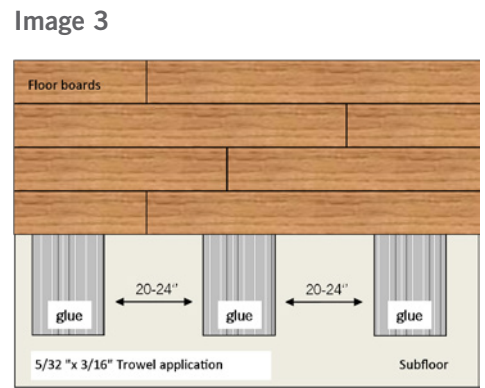 Image 3
Floor boards
20-24" 20-24"
glue glue glue
5/32 "x 3/16" Trowel application Subfloor